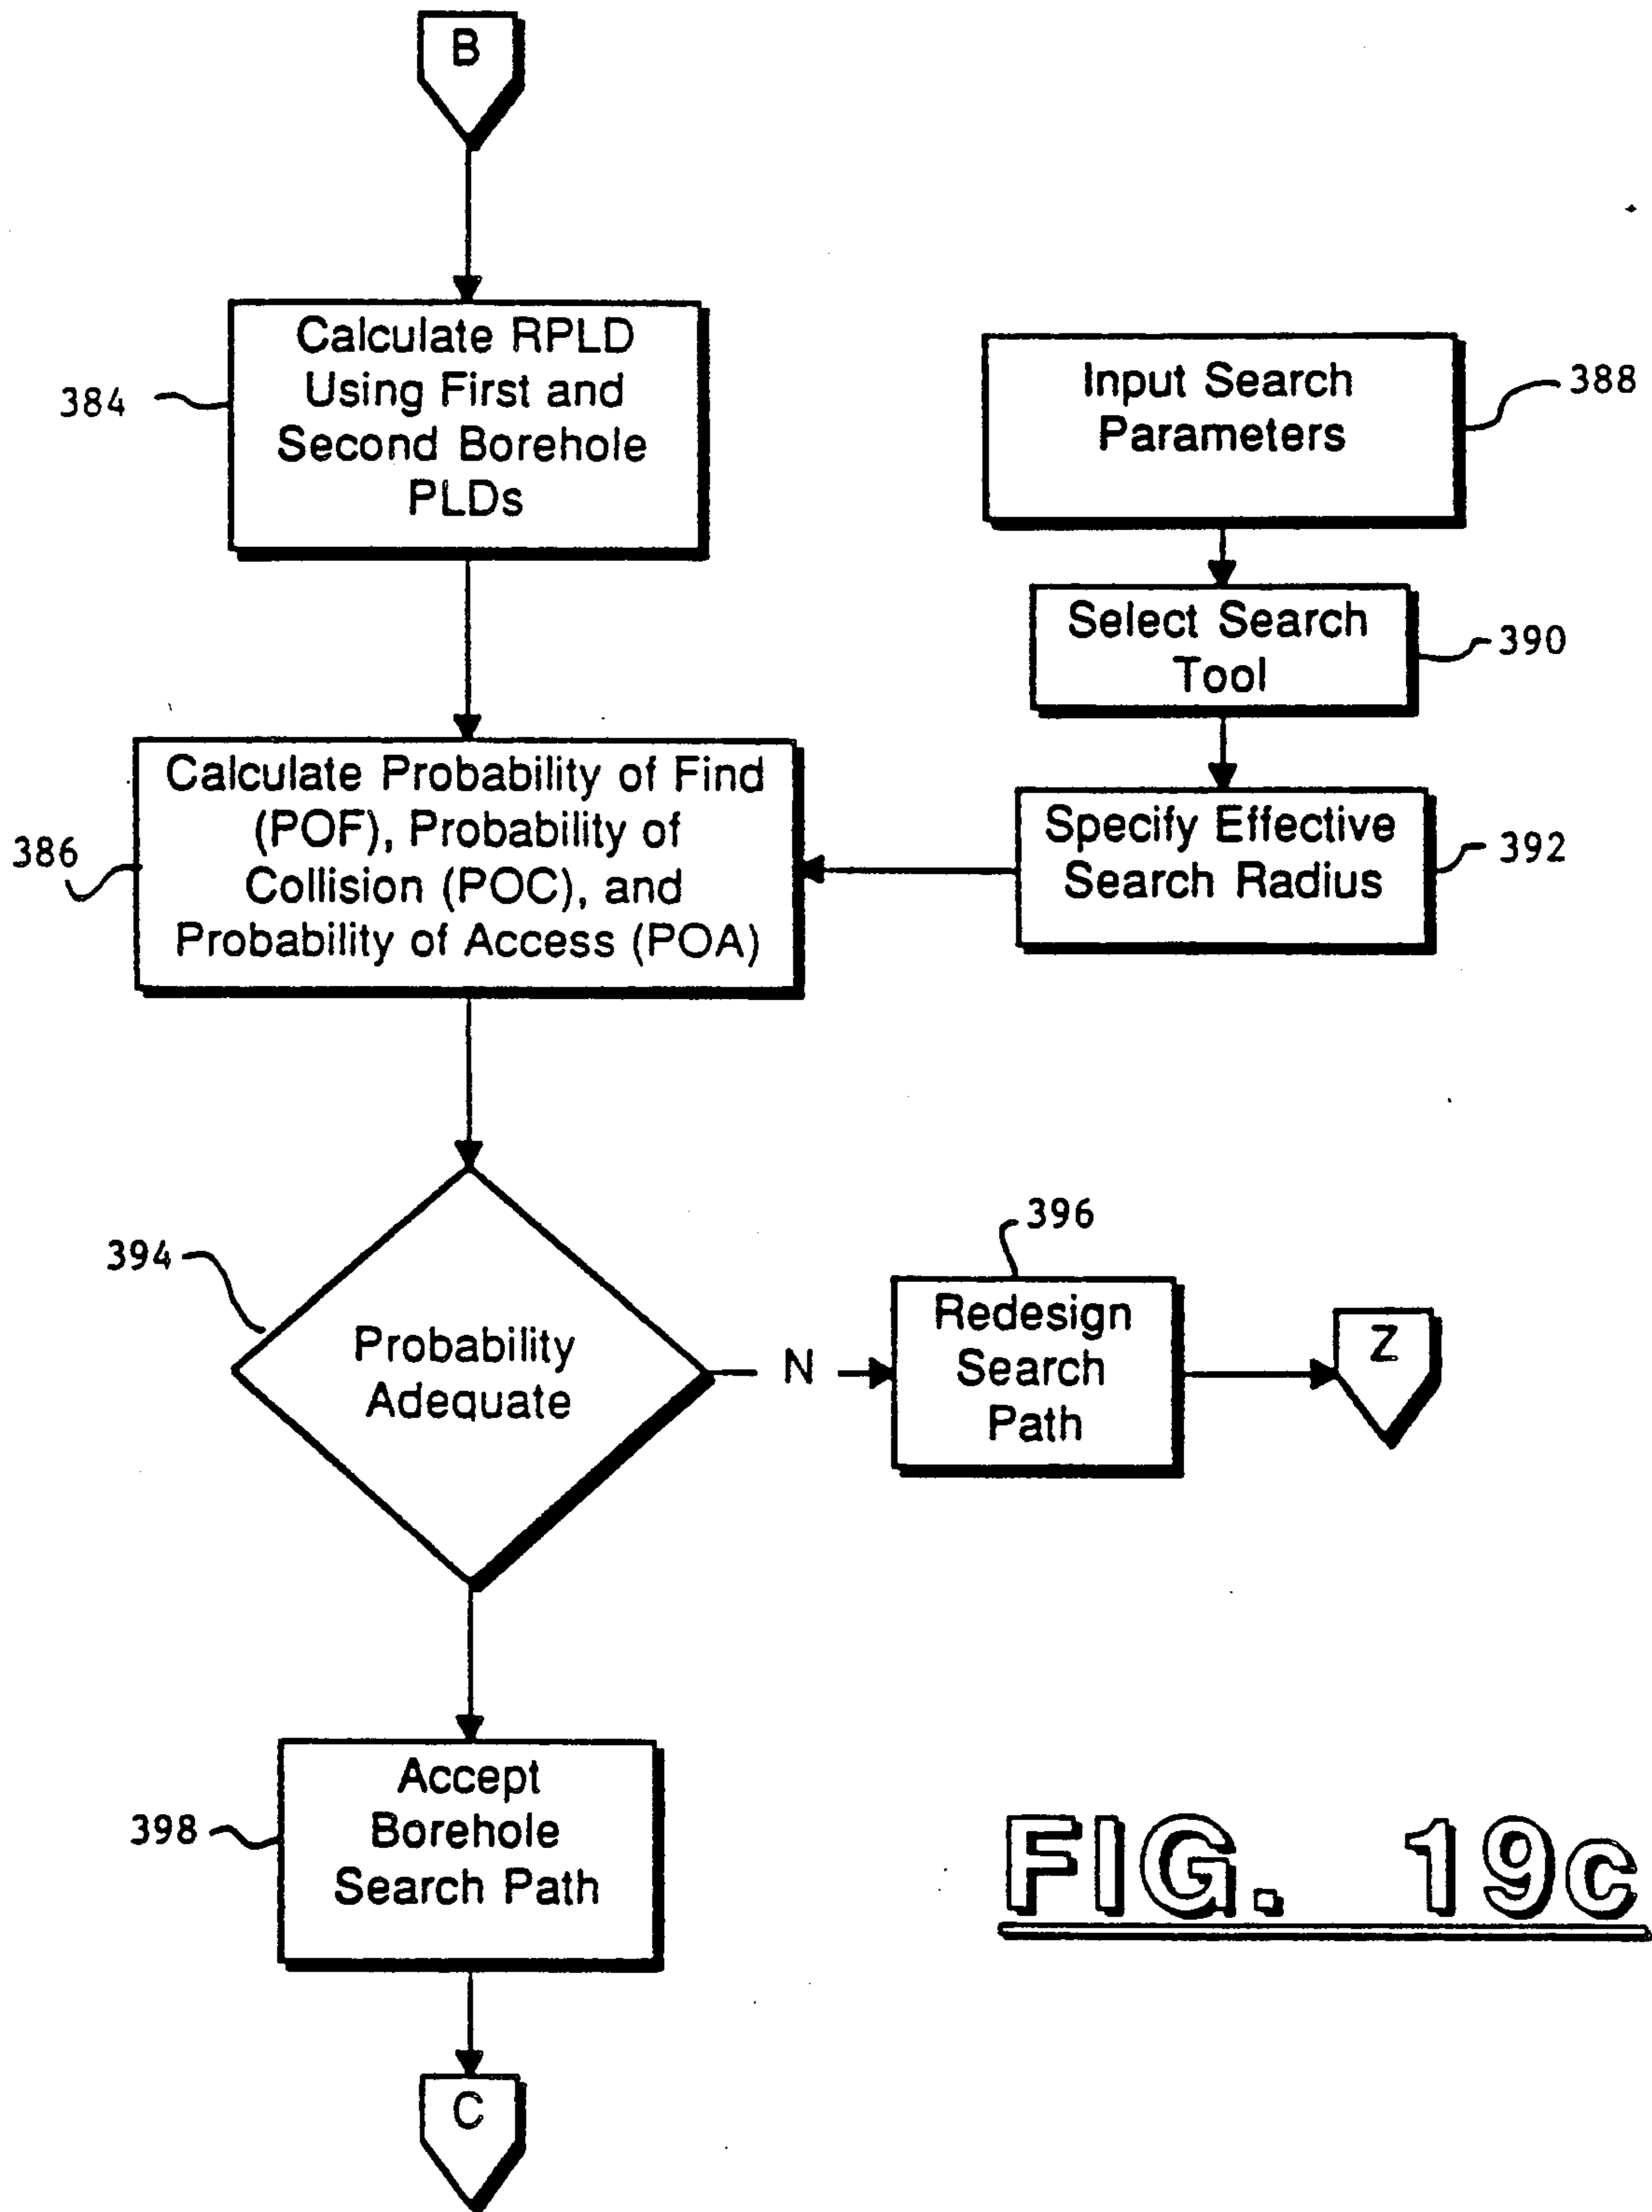 B
384
Calculate RPLD
Using First and
Second Borehole
PLDs
Input Search
Parameters
388
Select Search
Tool
390
386
Calculate Probability of Find
(POF), Probability of
Collision (POC), and
Probability of Access (POA)
Specify Effective
Search Radius
392
394
Probability
Adequate
N
396
Redesign
Search
Path
Z
398
Accept
Borehole
Search Path
C
FIG. 19c